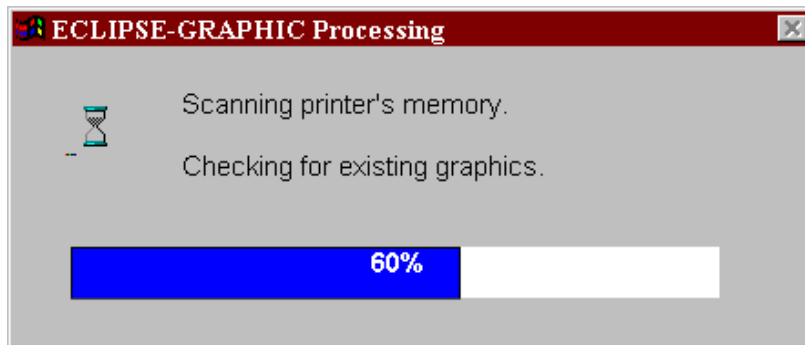 ECLIPSE-GRAPHIC Processing
Scanning printer's memory.
Checking for existing graphics.
60%